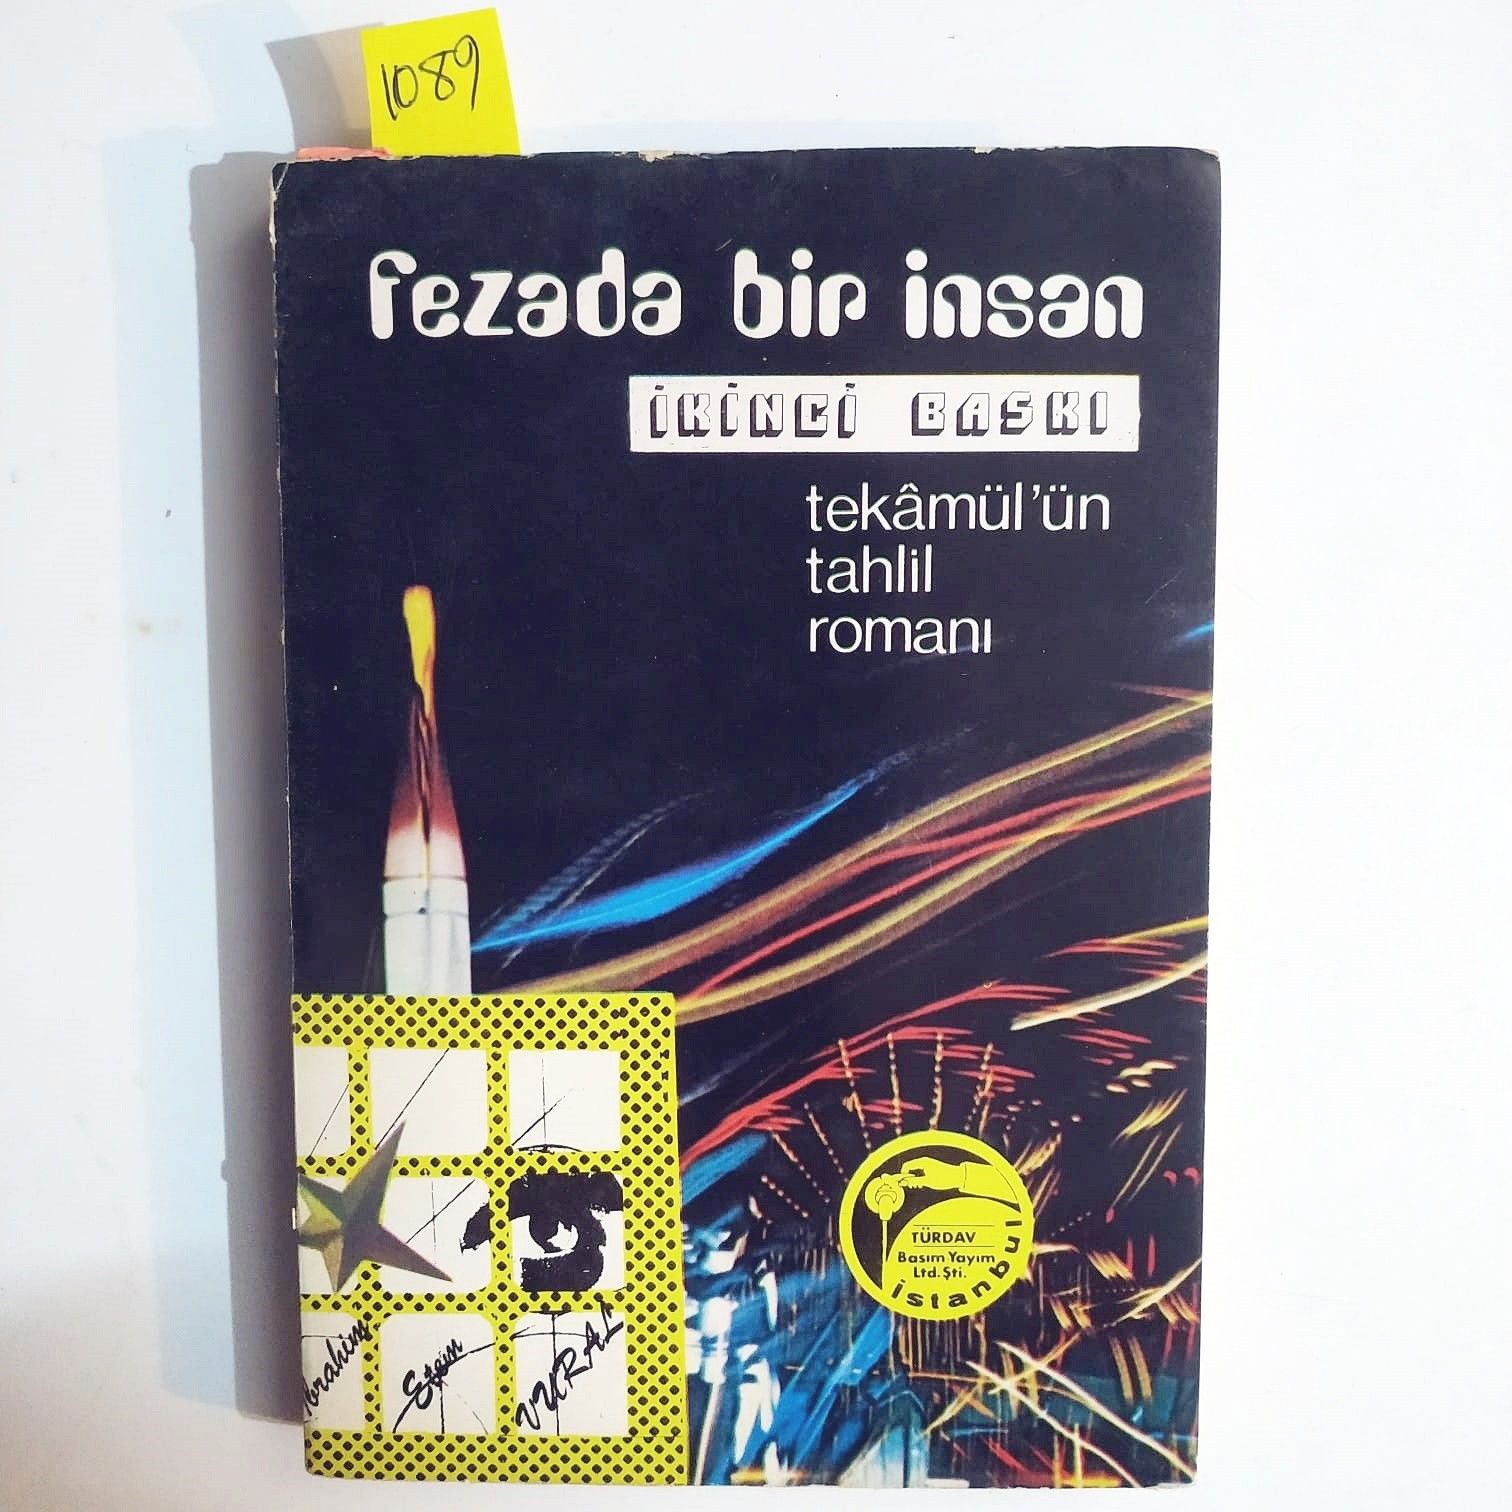 1089
fezada bir insan
İKİNCİ BASKI
tekâmül'ün
tahlil
romanı
TÜRDAV
Basım Yayım
Ltd. Şti.
İstanbul
İbrahim
Etem
VURAL